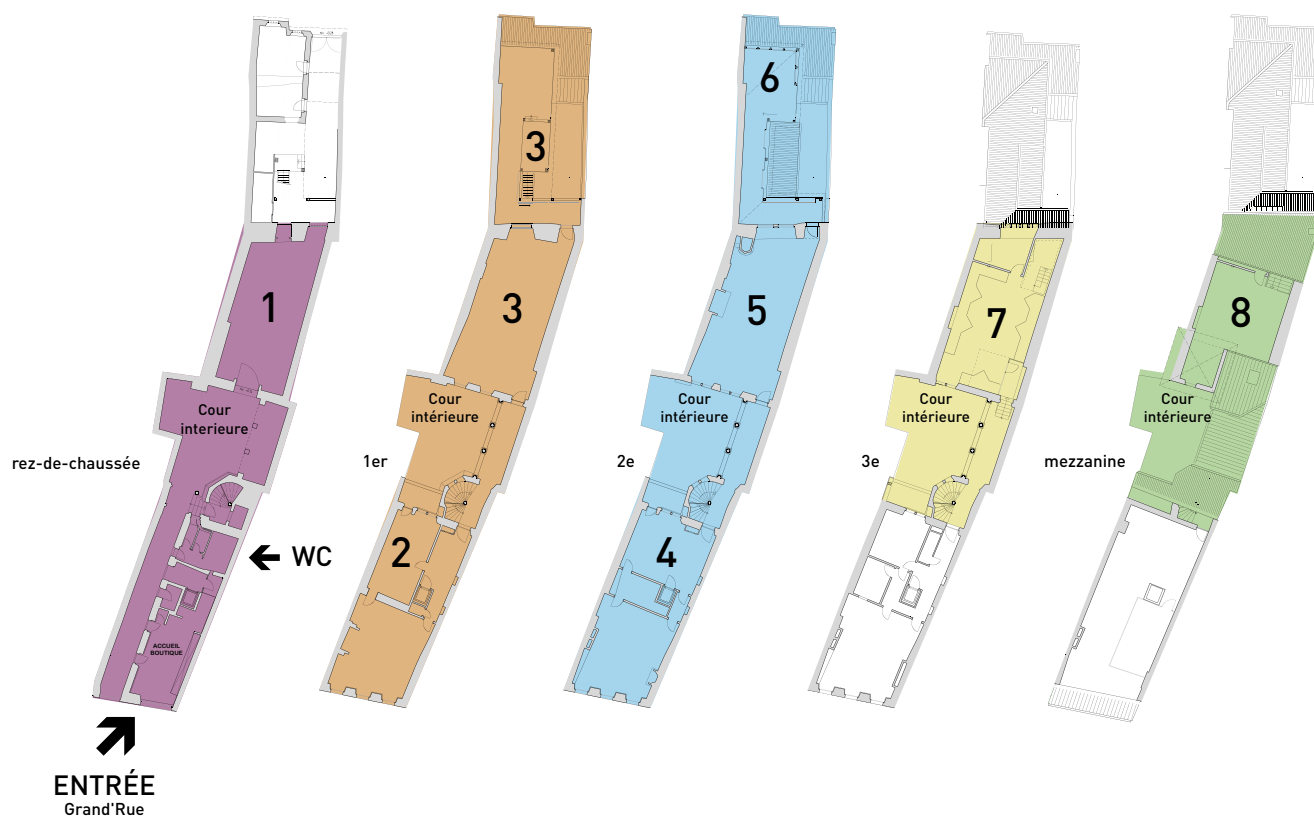 6
3
1
3
5
7
8
Cour
interieure
Cour
intérieure
Cour
intérieure
Cour
intérieure
Cour
intérieure
rez-de-chaussée
1er
2e
3e
mezzanine
2
4
WC
ACCUEIL
BOUTIQUE
ENTRÉE
Grand'Rue